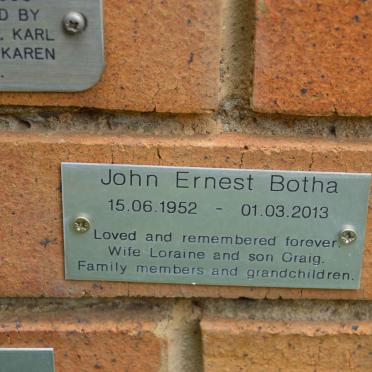 D BY
KARL
KAREN
John Ernest Botha
15.06.1952 - 01.03.2013
Loved and remembered forever,
Wife Loraine and son Craig.
Family members and grandchildren.